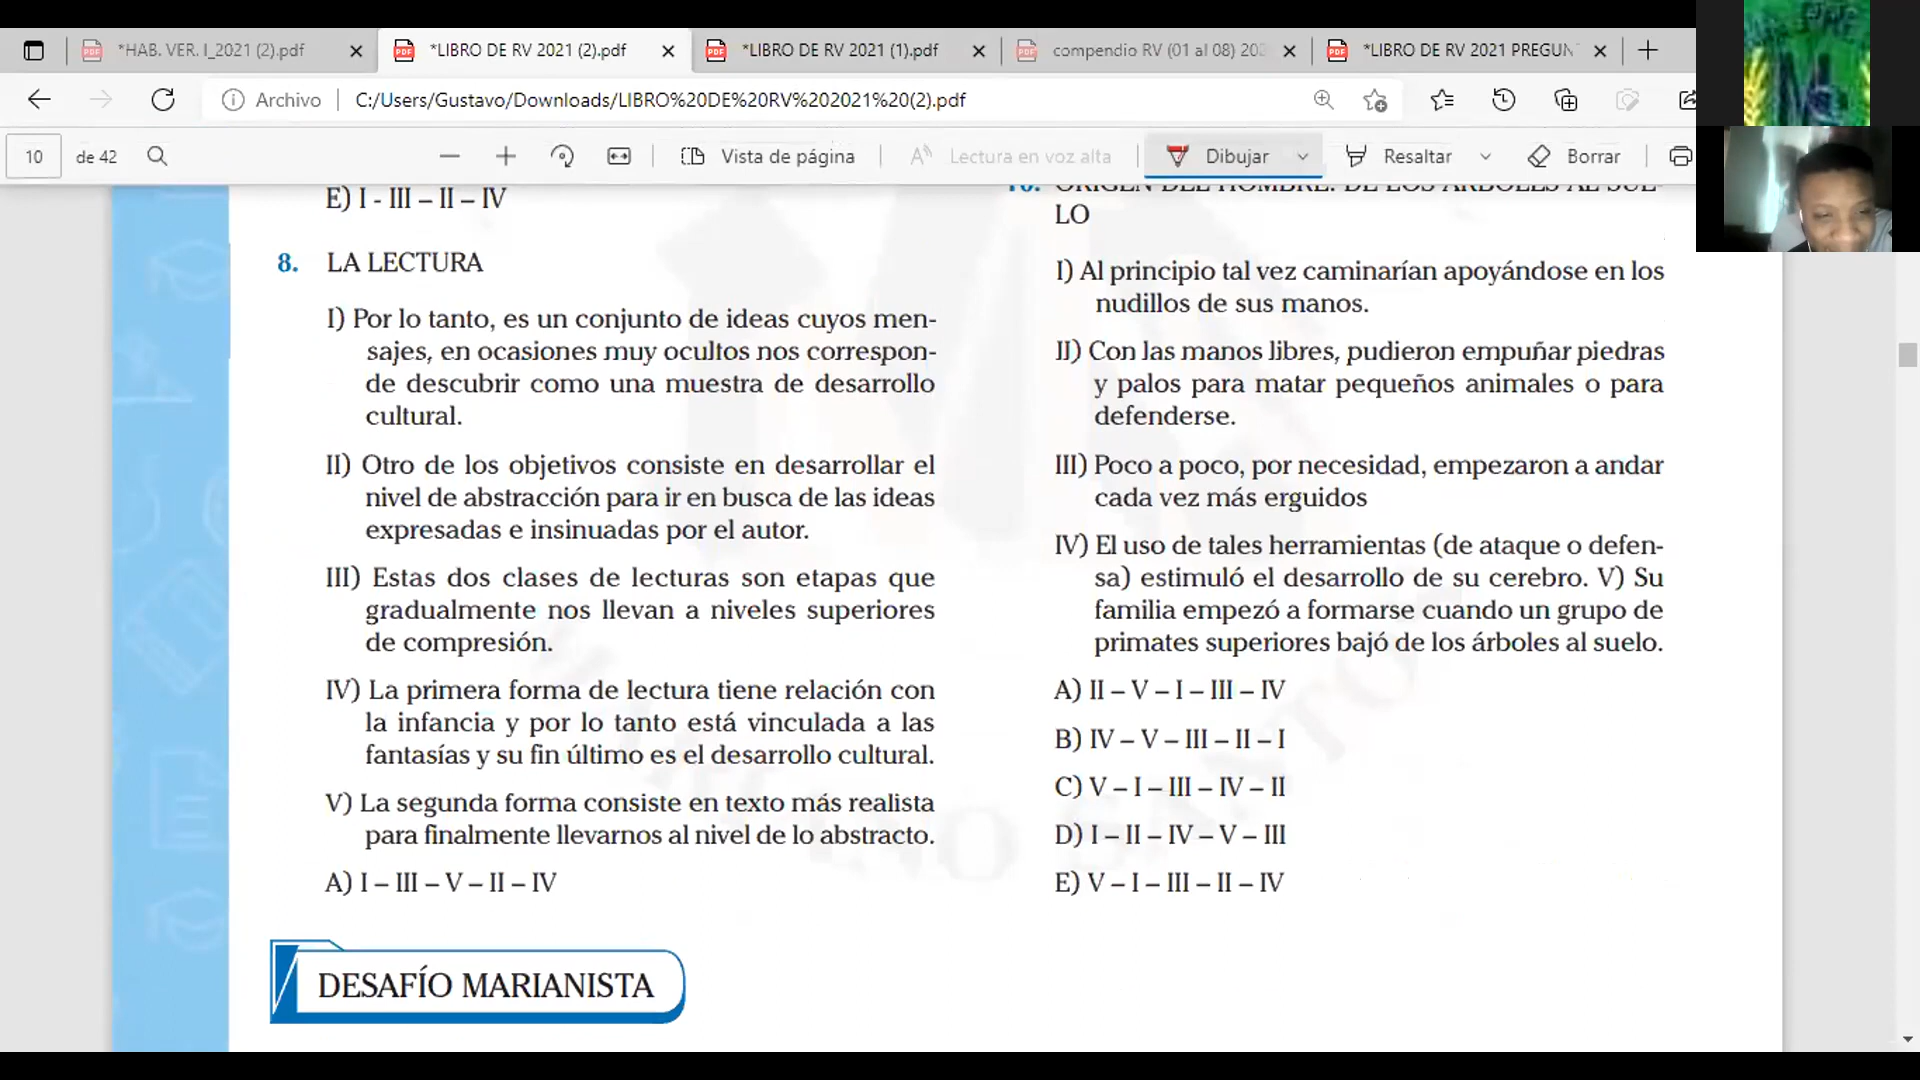 *HAB. VER. I_2021 (2).pdf
*LIBRO DE RV 2021 (2).pdf
*LIBRO DE RV 2021 (1).pdf
compendio RV (01 al 08) 202
*LIBRO DE RV 2021 PREGUN
Archivo
C:/Users/Gustavo/Downloads/LIBRO%20DE%20RV%202021%20(2).pdf
10 de 42
Vista de página
Lectura en voz alta
Dibujar
Resaltar
Borrar
E) I - III – II – IV
8. LA LECTURA
I) Por lo tanto, es un conjunto de ideas cuyos men-
sajes, en ocasiones muy ocultos nos correspon-
de descubrir como una muestra de desarrollo
cultural.
II) Otro de los objetivos consiste en desarrollar el
nivel de abstracción para ir en busca de las ideas
expresadas e insinuadas por el autor.
III) Estas dos clases de lecturas son etapas que
gradualmente nos llevan a niveles superiores
de compresión.
IV) La primera forma de lectura tiene relación con
la infancia y por lo tanto está vinculada a las
fantasías y su fin último es el desarrollo cultural.
V) La segunda forma consiste en texto más realista
para finalmente llevarnos al nivel de lo abstracto.
A) I – III – V – II – IV
DESAFÍO MARIANISTA
10. ORIGEN DEL HOMBRE: DE LOS ÁRBOLES AL SUE-
LO
I) Al principio tal vez caminarían apoyándose en los
nudillos de sus manos.
II) Con las manos libres, pudieron empuñar piedras
y palos para matar pequeños animales o para
defenderse.
III) Poco a poco, por necesidad, empezaron a andar
cada vez más erguidos
IV) El uso de tales herramientas (de ataque o defen-
sa) estimuló el desarrollo de su cerebro. V) Su
familia empezó a formarse cuando un grupo de
primates superiores bajó de los árboles al suelo.
A) II – V – I – III – IV
B) IV – V – III – II – I
C) V – I – III – IV – II
D) I – II – IV – V – III
E) V – I – III – II – IV